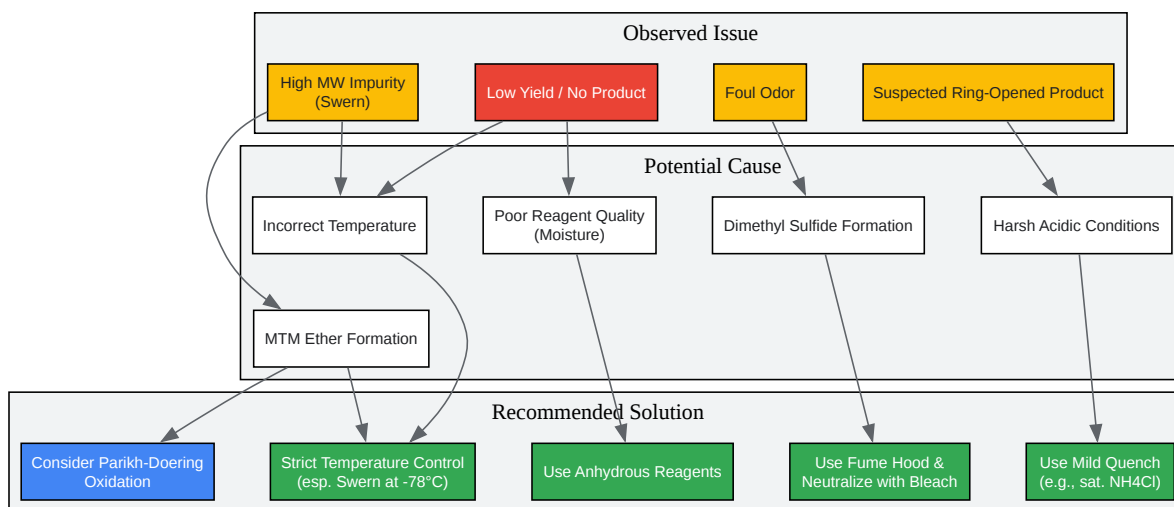 Observed Issue
High MW Impurity
(Swern)
Low Yield / No Product
Foul Odor
Suspected Ring-Opened Product
Potential Cause
Incorrect Temperature
Poor Reagent Quality
(Moisture)
Dimethyl Sulfide Formation
Harsh Acidic Conditions
MTM Ether Formation
Recommended Solution
Consider Parikh-Doering
Oxidation
Strict Temperature Control
(esp. Swern at -78°C)
Use Anhydrous Reagents
Use Fume Hood &
Neutralize with Bleach
Use Mild Quench
(e.g., sat. NH4Cl)